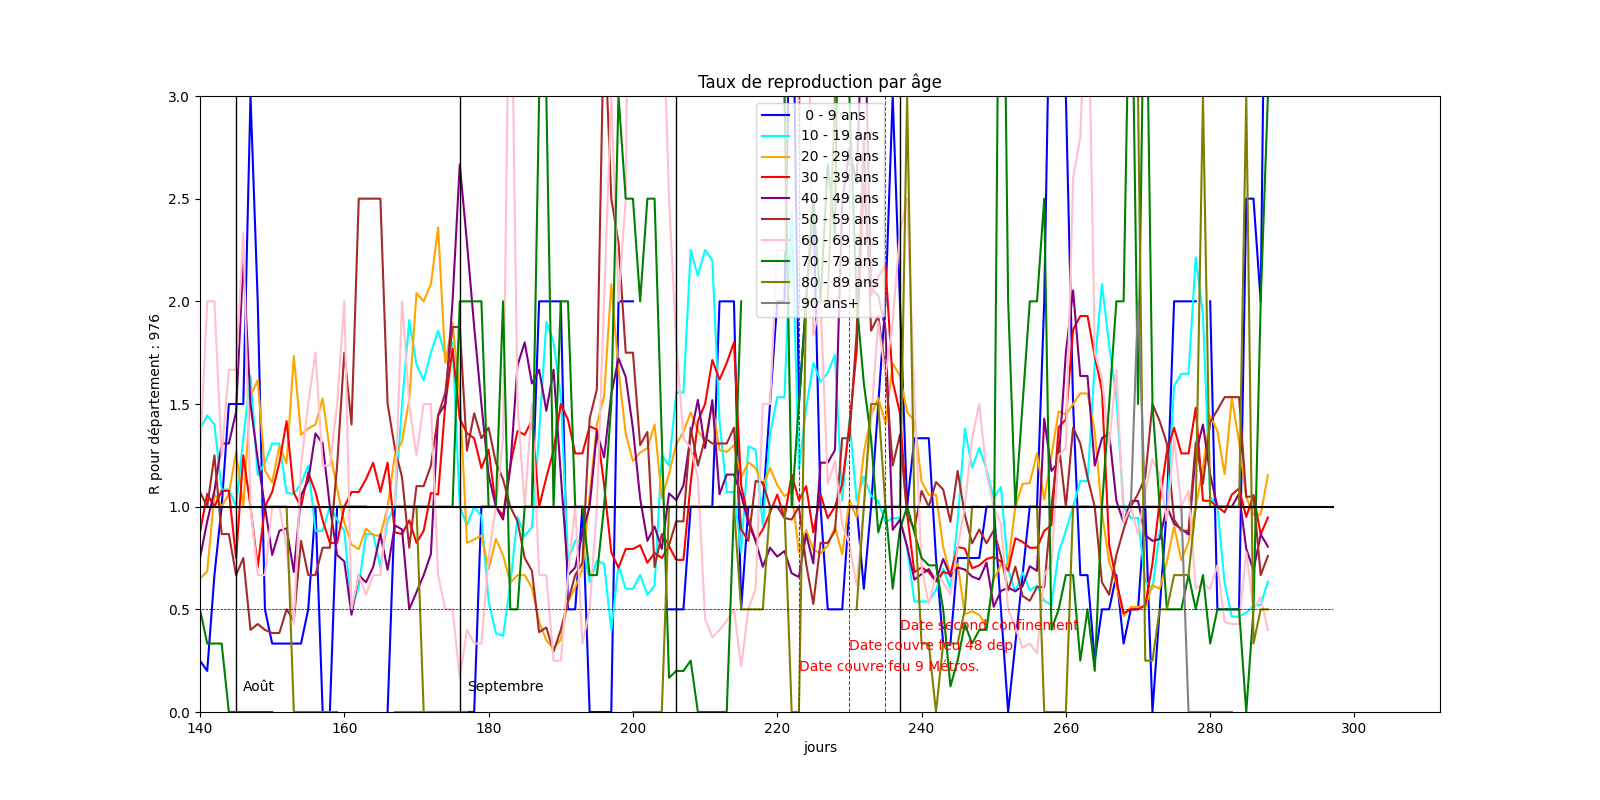 Taux de reproduction par âge
R pour département : 976
3.0
2.5
2.0
1.5
1.0
0.5
0.0
0 - 9 ans
10 - 19 ans
20 - 29 ans
30 - 39 ans
40 - 49 ans
50 - 59 ans
60 - 69 ans
70 - 79 ans
80 - 89 ans
90 ans+
Date second confinement
Date couvre feu 48 dep
Date couvre feu 9 Métros.
Août
Septembre
140 160 180 200 220 240 260 280 300
jours